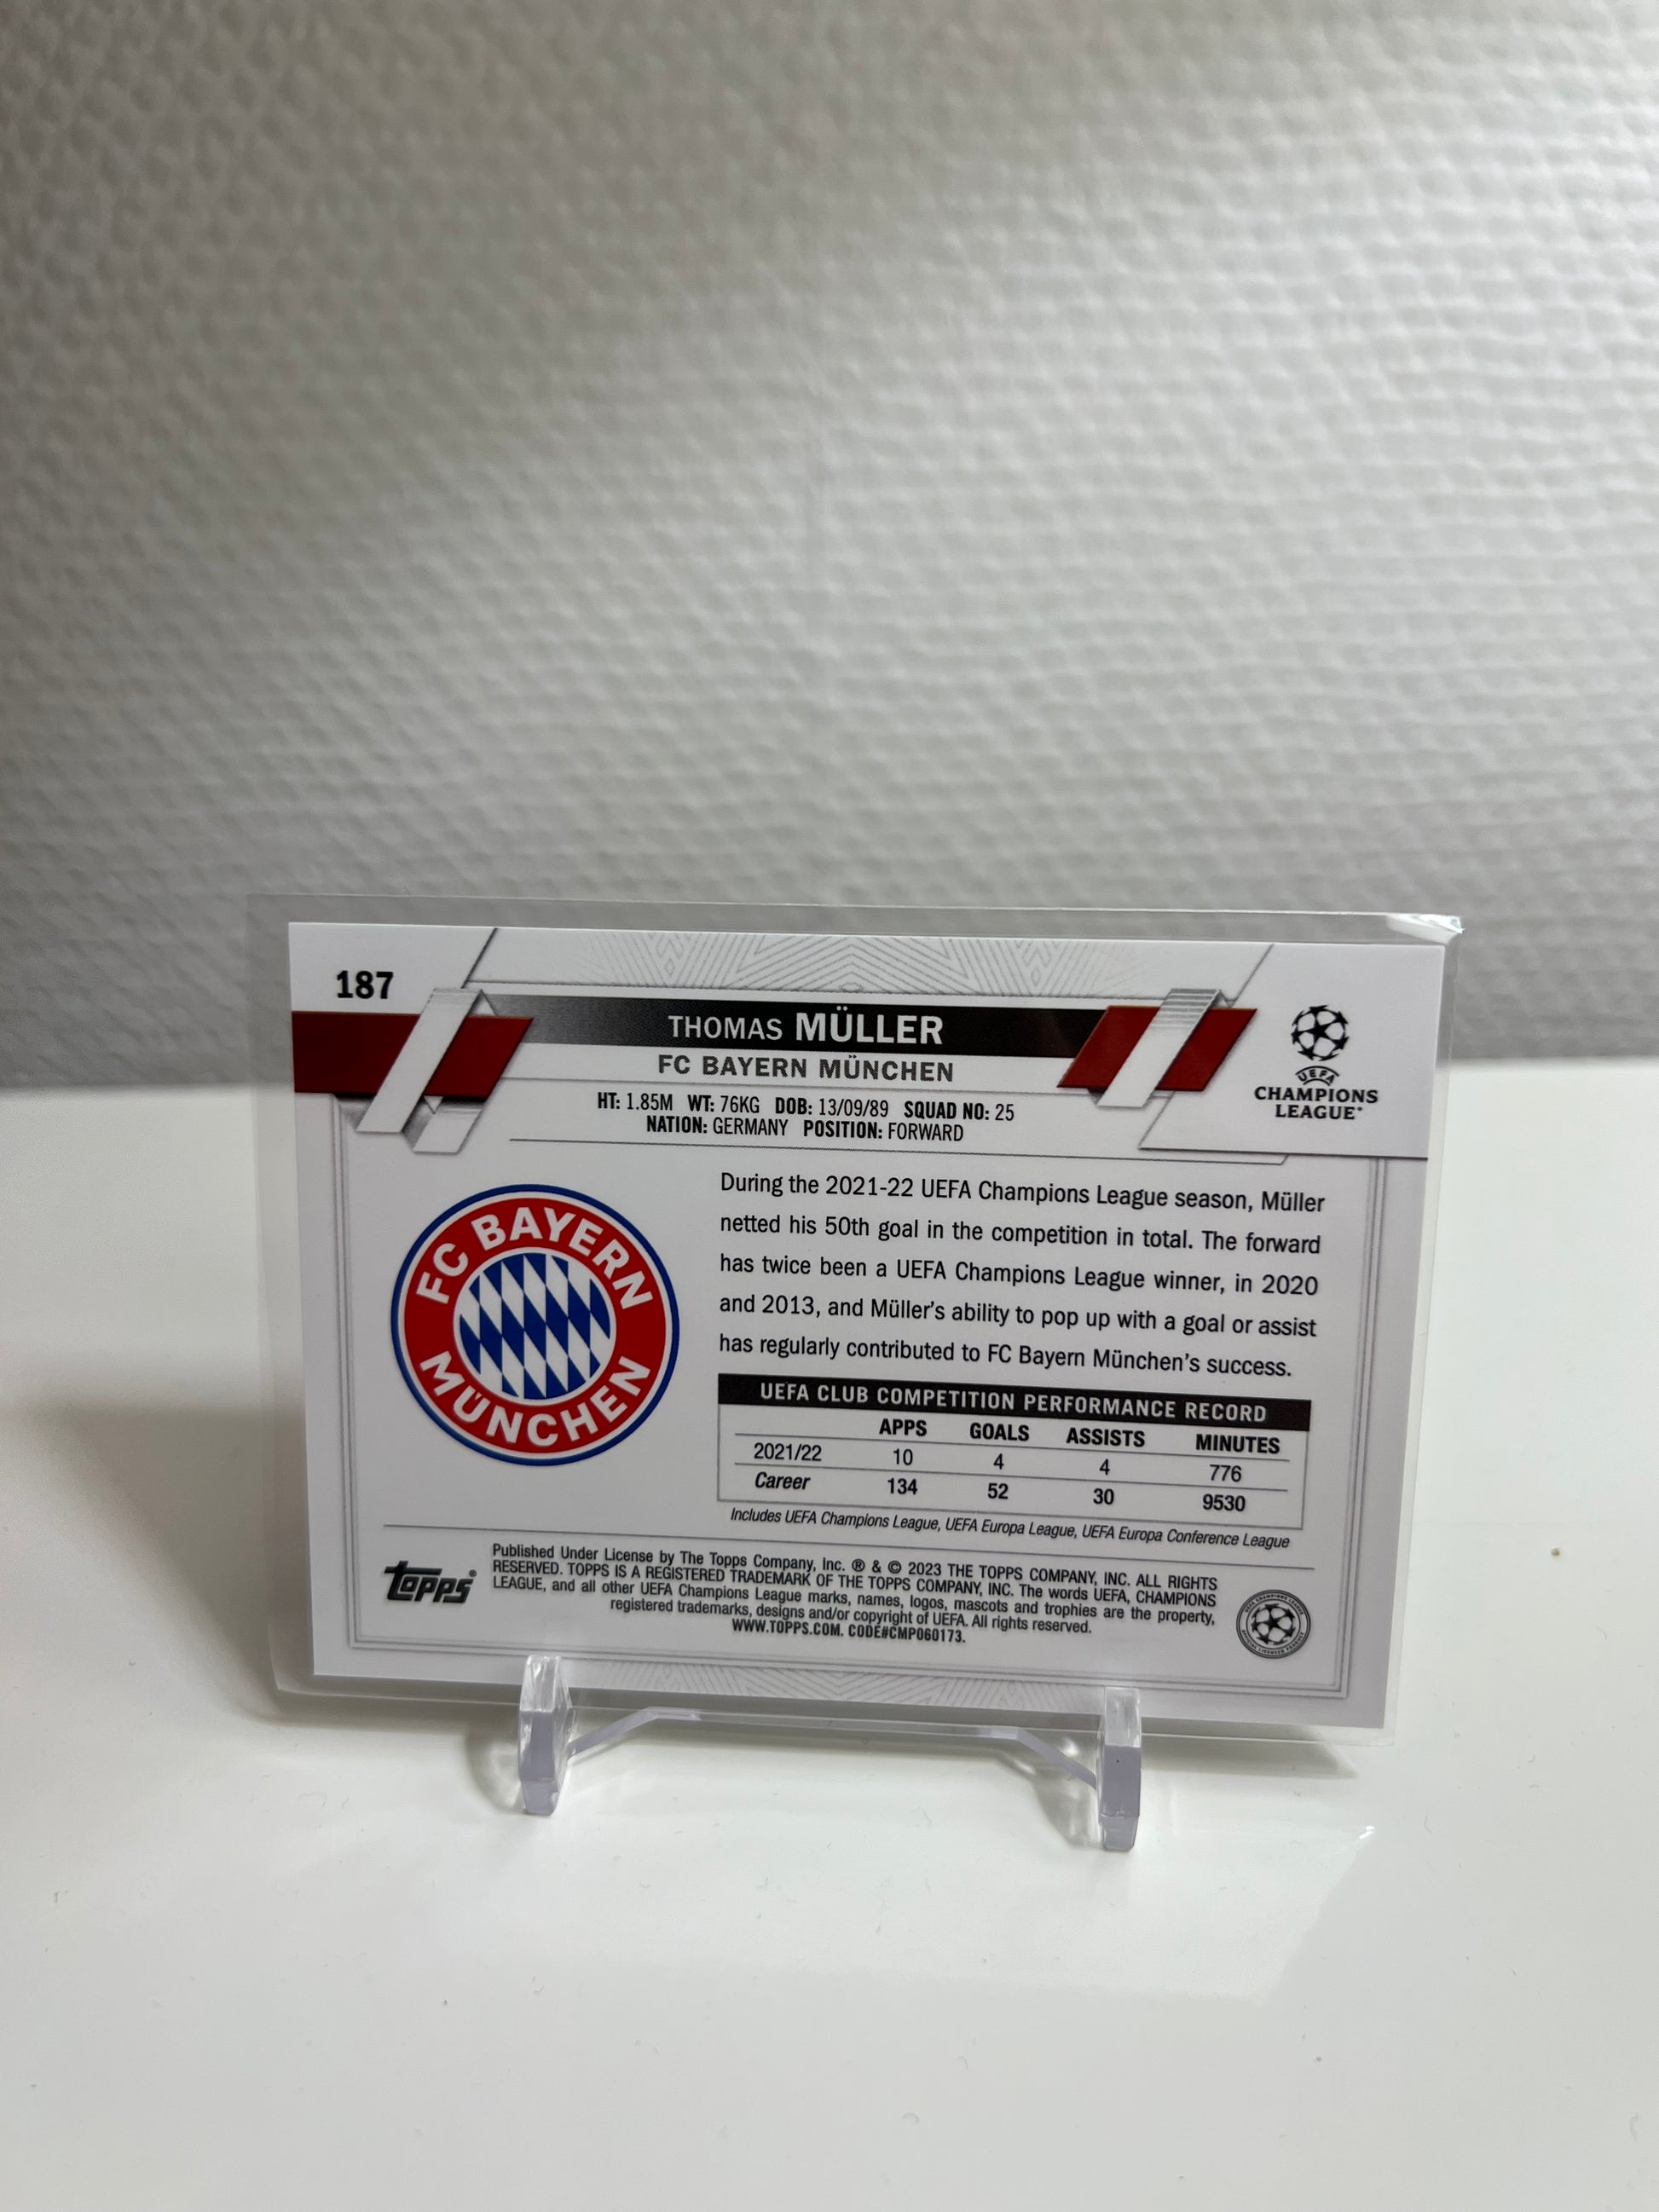 187
THOMAS MÜLLER
FC BAYERN MÜNCHEN
UEFA
CHAMPIONS
LEAGUE
HT: 1.85M WT: 76KG DOB: 13/09/89 SQUAD NO: 25
NATION: GERMANY POSITION: FORWARD
FC BAYERN
MÜNCHEN
During the 2021-22 UEFA Champions League season, Müller
netted his 50th goal in the competition in total. The forward
has twice been a UEFA Champions League winner, in 2020
and 2013, and Müller's ability to pop up with a goal or assist
has regularly contributed to FC Bayern München's success.
UEFA CLUB COMPETITION PERFORMANCE RECORD
APPS GOALS ASSISTS MINUTES
2021/22 10 4 4 776
Career 134 52 30 9530
Includes UEFA Champions League, UEFA Europa League, UEFA Europa Conference League
topps®
Published Under License by The Topps Company, Inc. ® & © 2023 THE TOPPS COMPANY, INC. ALL RIGHTS
RESERVED. TOPPS IS A REGISTERED TRADEMARK OF THE TOPPS COMPANY, INC. The words UEFA, CHAMPIONS
LEAGUE, and all other UEFA Champions League marks, names, logos, mascots and trophies are the property,
registered trademarks, designs and/or copyright of UEFA. All rights reserved.
WWW.TOPPS.COM. CODE#CMP060173.